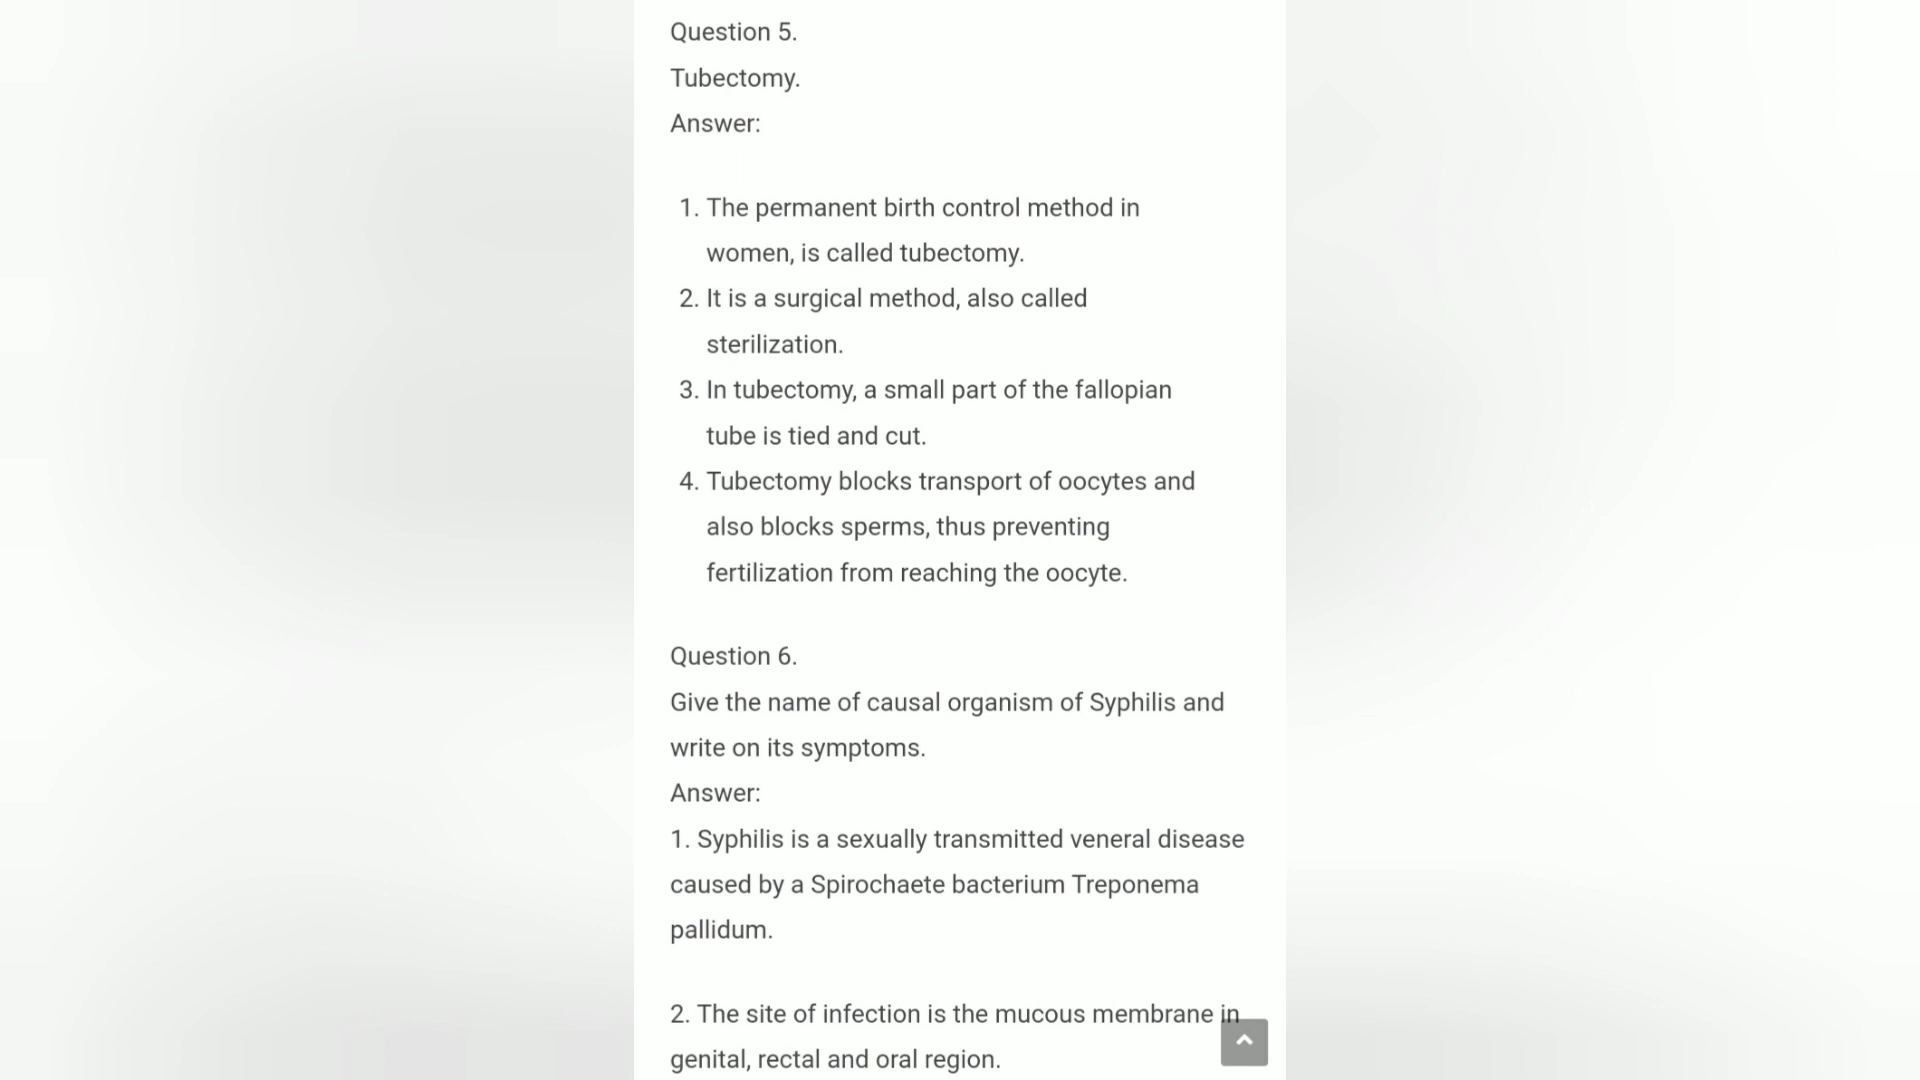 Question 5.
Tubectomy.
Answer:
1. The permanent birth control method in
women, is called tubectomy.
2. It is a surgical method, also called
sterilization.
3. In tubectomy, a small part of the fallopian
tube is tied and cut.
4. Tubectomy blocks transport of oocytes and
also blocks sperms, thus preventing
fertilization from reaching the oocyte.
Question 6.
Give the name of causal organism of Syphilis and
write on its symptoms.
Answer:
1. Syphilis is a sexually transmitted veneral disease
caused by a Spirochaete bacterium Treponema
pallidum.
2. The site of infection is the mucous membrane in
genital, rectal and oral region.